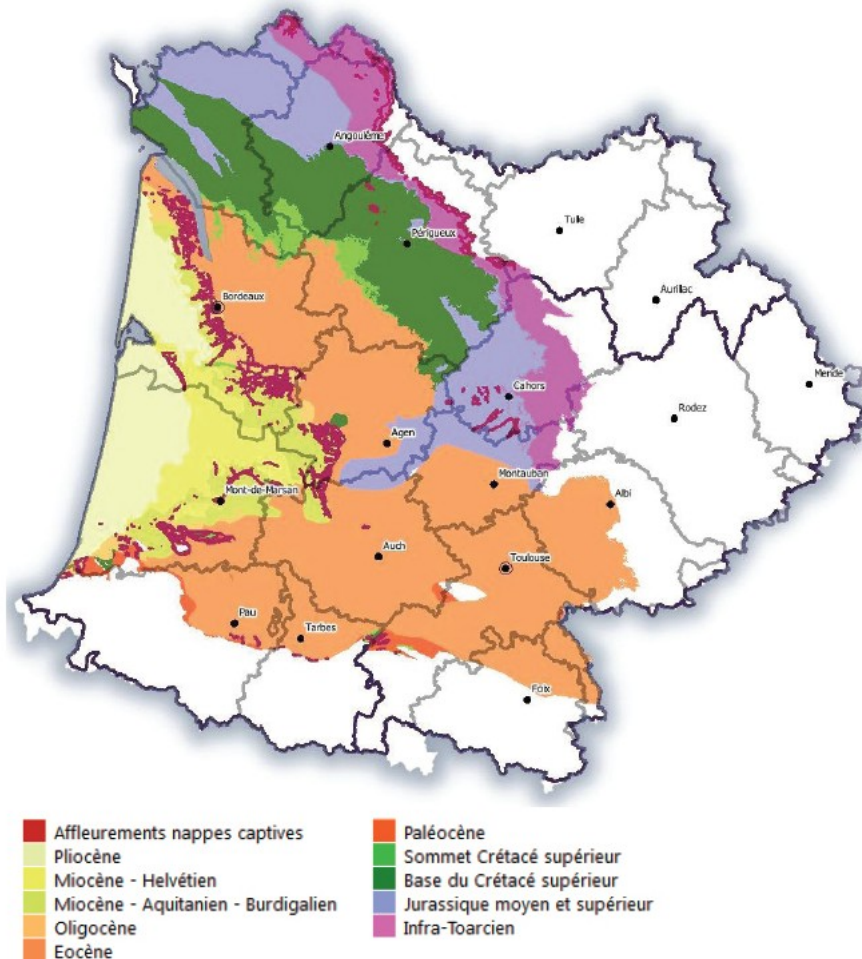 Angoulême
Tulle
Périgueux
Aurillac
Bordeaux
Mende
Cahors
Rodez
Agen
Montauban
Mont-de-Marsan
Albi
Auch
Toulouse
Pau
Tarbes
Foix
Affleurements nappes captives
Pliocène
Miocène - Helvétien
Miocène - Aquitanien - Burdigalien
Oligocène
Eocène
Paléocène
Sommet Crétacé supérieur
Base du Crétacé supérieur
Jurassique moyen et supérieur
Infra-Toarcien